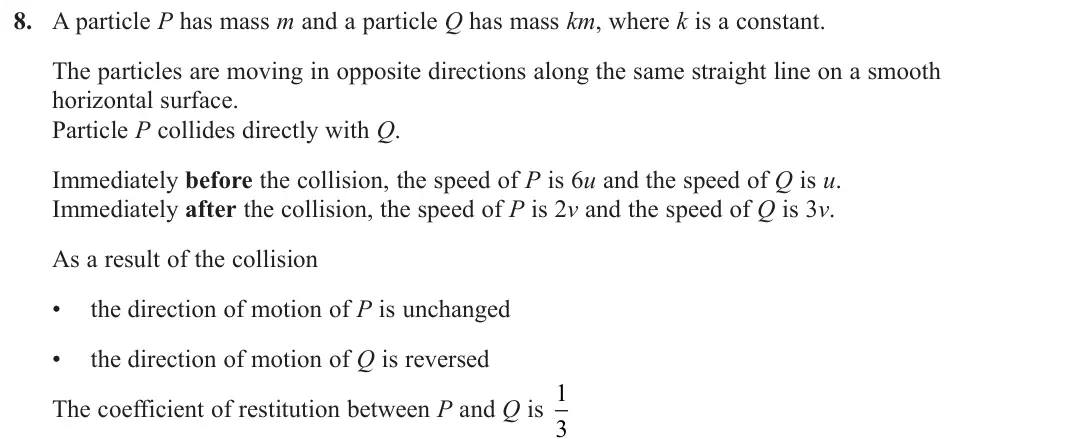 8. A particle P has mass m and a particle Q has mass km, where k is a constant.
The particles are moving in opposite directions along the same straight line on a smooth
horizontal surface.
Particle P collides directly with Q.
Immediately before the collision, the speed of P is 6u and the speed of Q is u.
Immediately after the collision, the speed of P is 2v and the speed of Q is 3v.
As a result of the collision
• the direction of motion of P is unchanged
• the direction of motion of Q is reversed
The coefficient of restitution between P and Q is 1/3